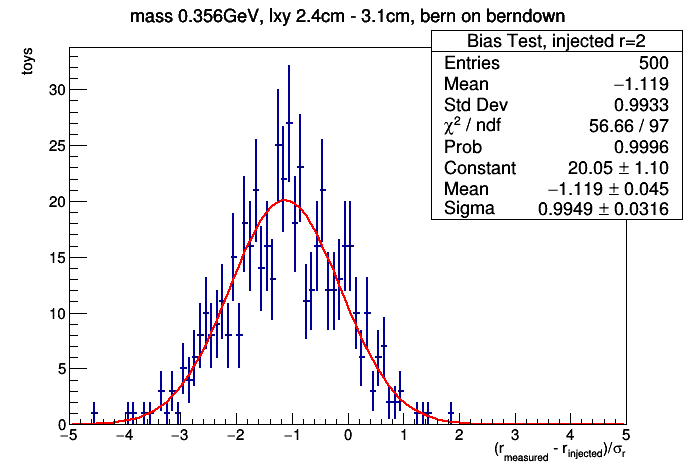 mass 0.356GeV, lxy 2.4cm - 3.1cm, bern on berndown
Bias Test, injected r=2
Entries 500
Mean −1.119
Std Dev 0.9933
χ² / ndf 56.66 / 97
Prob 0.9996
Constant 20.05 ± 1.10
Mean −1.119 ± 0.045
Sigma 0.9949 ± 0.0316
toys
30
25
20
15
10
5
0
−5 −4 −3 −2 −1 0 1 2 3 4 5
(r_measured - r_injected)/σ_r